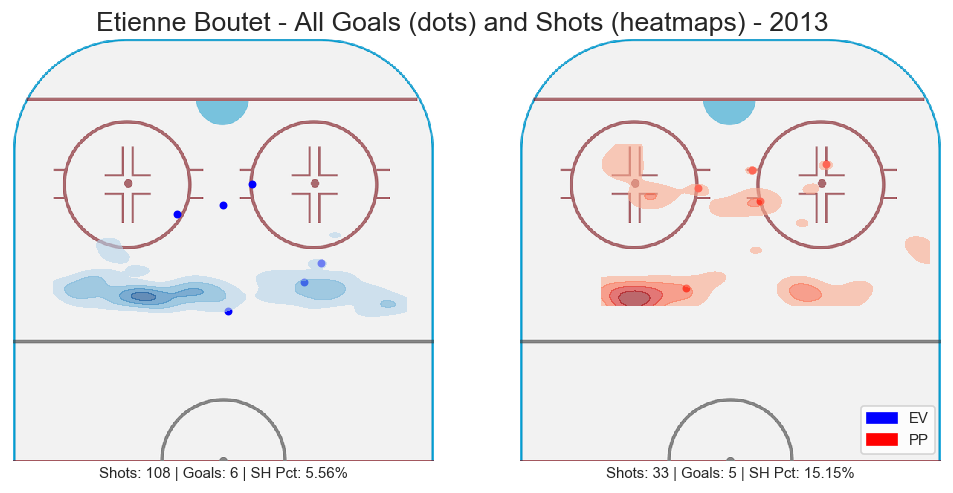 Etienne Boutet - All Goals (dots) and Shots (heatmaps) - 2013
EV
PP
Shots: 108 | Goals: 6 | SH Pct: 5.56%
Shots: 33 | Goals: 5 | SH Pct: 15.15%